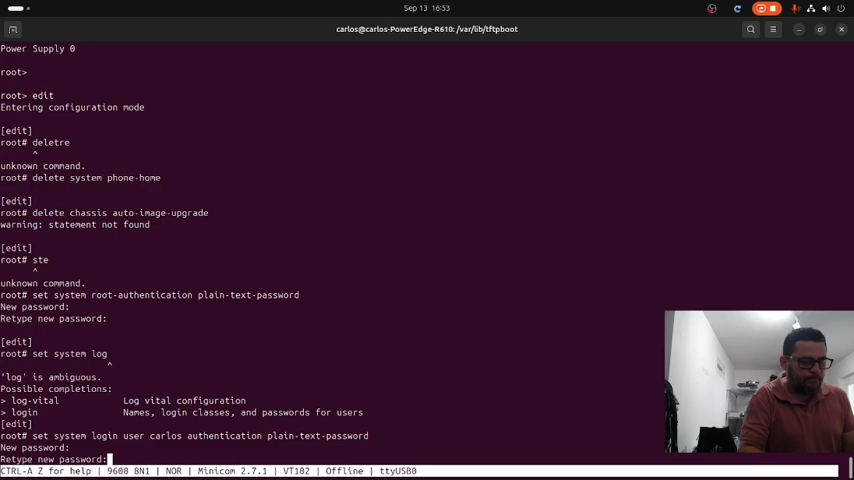 Sep 13 16:53
carlos@carlos-PowerEdge-R610: /var/lib/tftpboot
Power Supply 0
root>
root> edit
Entering configuration mode
[edit]
root# deletre
^
unknown command.
root# delete system phone-home
[edit]
root# delete chassis auto-image-upgrade
warning: statement not found
[edit]
root# ste
^
unknown command.
root# set system root-authentication plain-text-password
New password:
Retype new password:
[edit]
root# set system log
^
'log' is ambiguous.
Possible completions:
> log-vital Log vital configuration
> login Names, login classes, and passwords for users
[edit]
root# set system login user carlos authentication plain-text-password
New password:
Retype new password:
CTRL-A Z for help | 9600 8N1 | NOR | Minicom 2.7.1 | VT102 | Offline | ttyUSB0